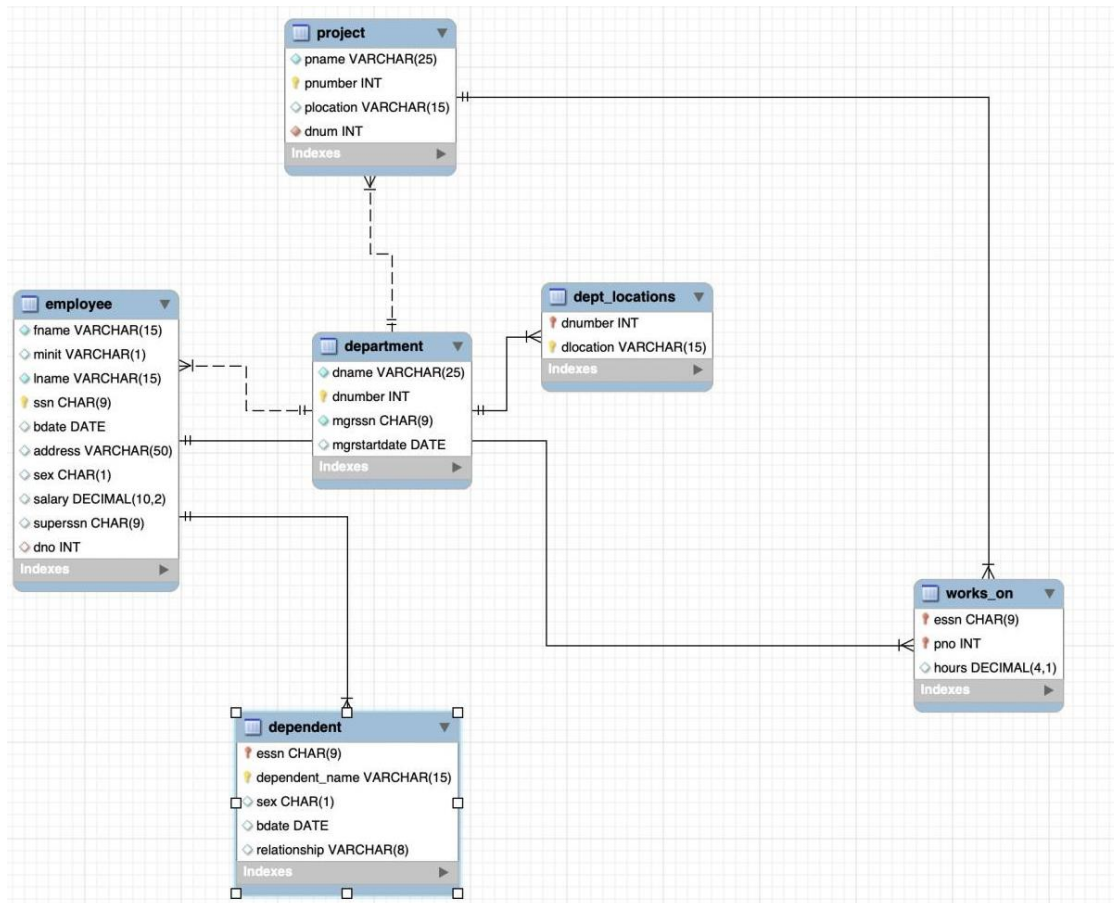 project
pname VARCHAR(25)
pnumber INT
plocation VARCHAR(15)
dnum INT
Indexes
employee
fname VARCHAR(15)
minit VARCHAR(1)
lname VARCHAR(15)
ssn CHAR(9)
bdate DATE
address VARCHAR(50)
sex CHAR(1)
salary DECIMAL(10,2)
superssn CHAR(9)
dno INT
Indexes
department
dname VARCHAR(25)
dnumber INT
mgrssn CHAR(9)
mgrstartdate DATE
Indexes
dept_locations
dnumber INT
dlocation VARCHAR(15)
Indexes
works_on
essn CHAR(9)
pno INT
hours DECIMAL(4,1)
Indexes
dependent
essn CHAR(9)
dependent_name VARCHAR(15)
sex CHAR(1)
bdate DATE
relationship VARCHAR(8)
Indexes